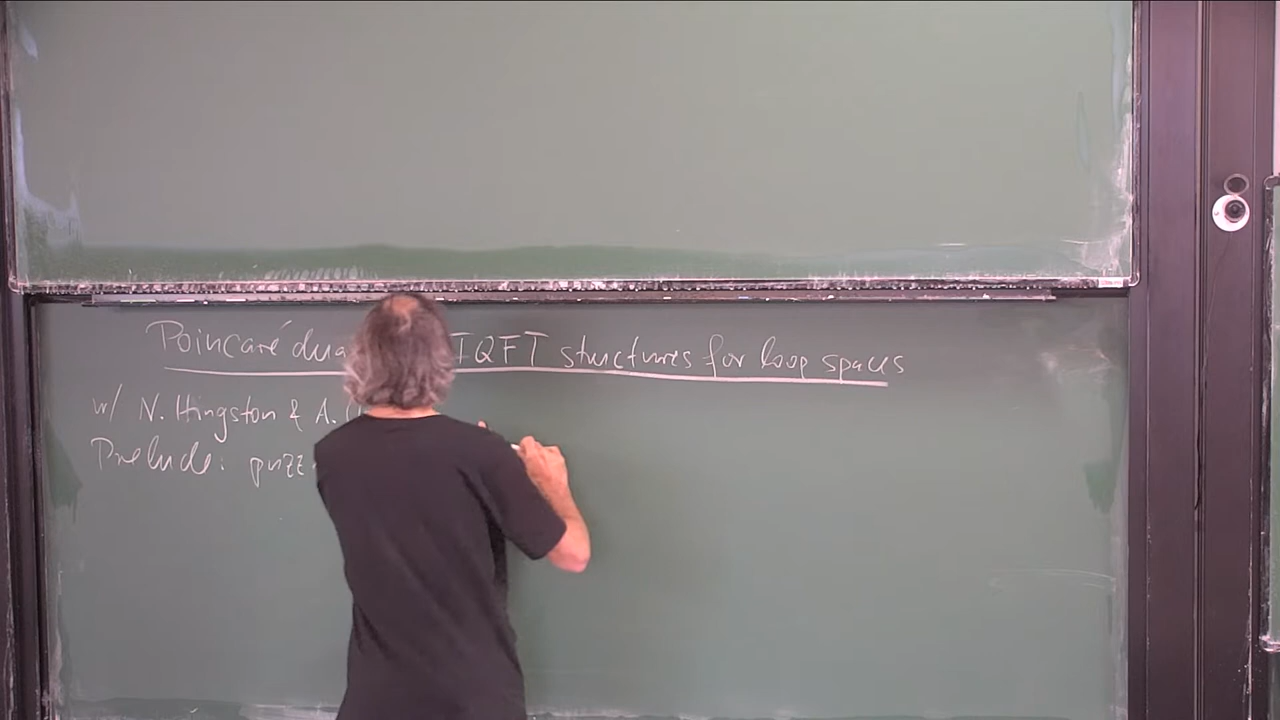 Poincaré dua TQFT structures for loop spaces
w/ N. Hingston & A.
Prelude: puzz